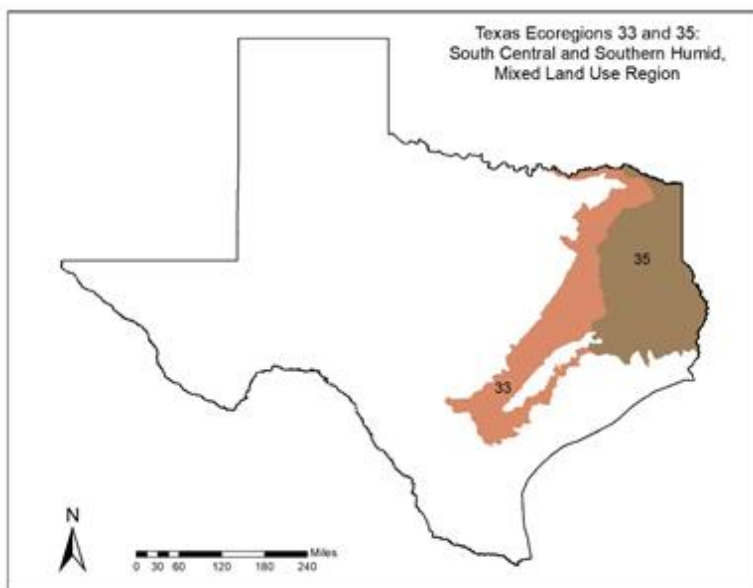 Texas Ecoregions 33 and 35:
South Central and Southern Humid,
Mixed Land Use Region
35
33
N
Miles
0 30 60 120 180 240